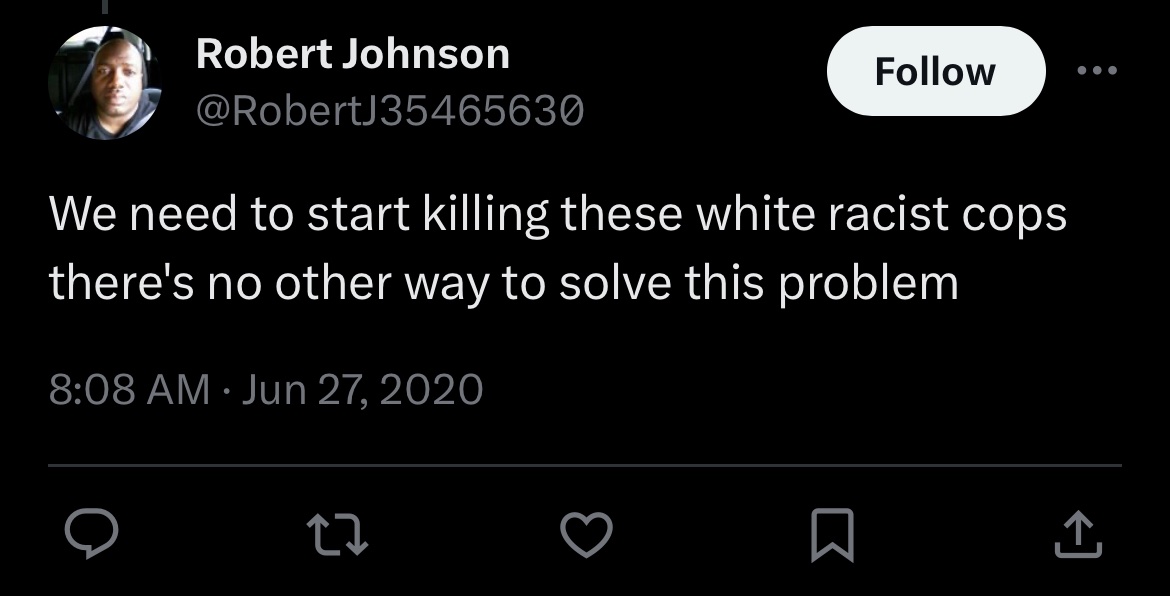 Robert Johnson
Follow
@RobertJ35465630
We need to start killing these white racist cops
there's no other way to solve this problem
8:08 AM · Jun 27, 2020